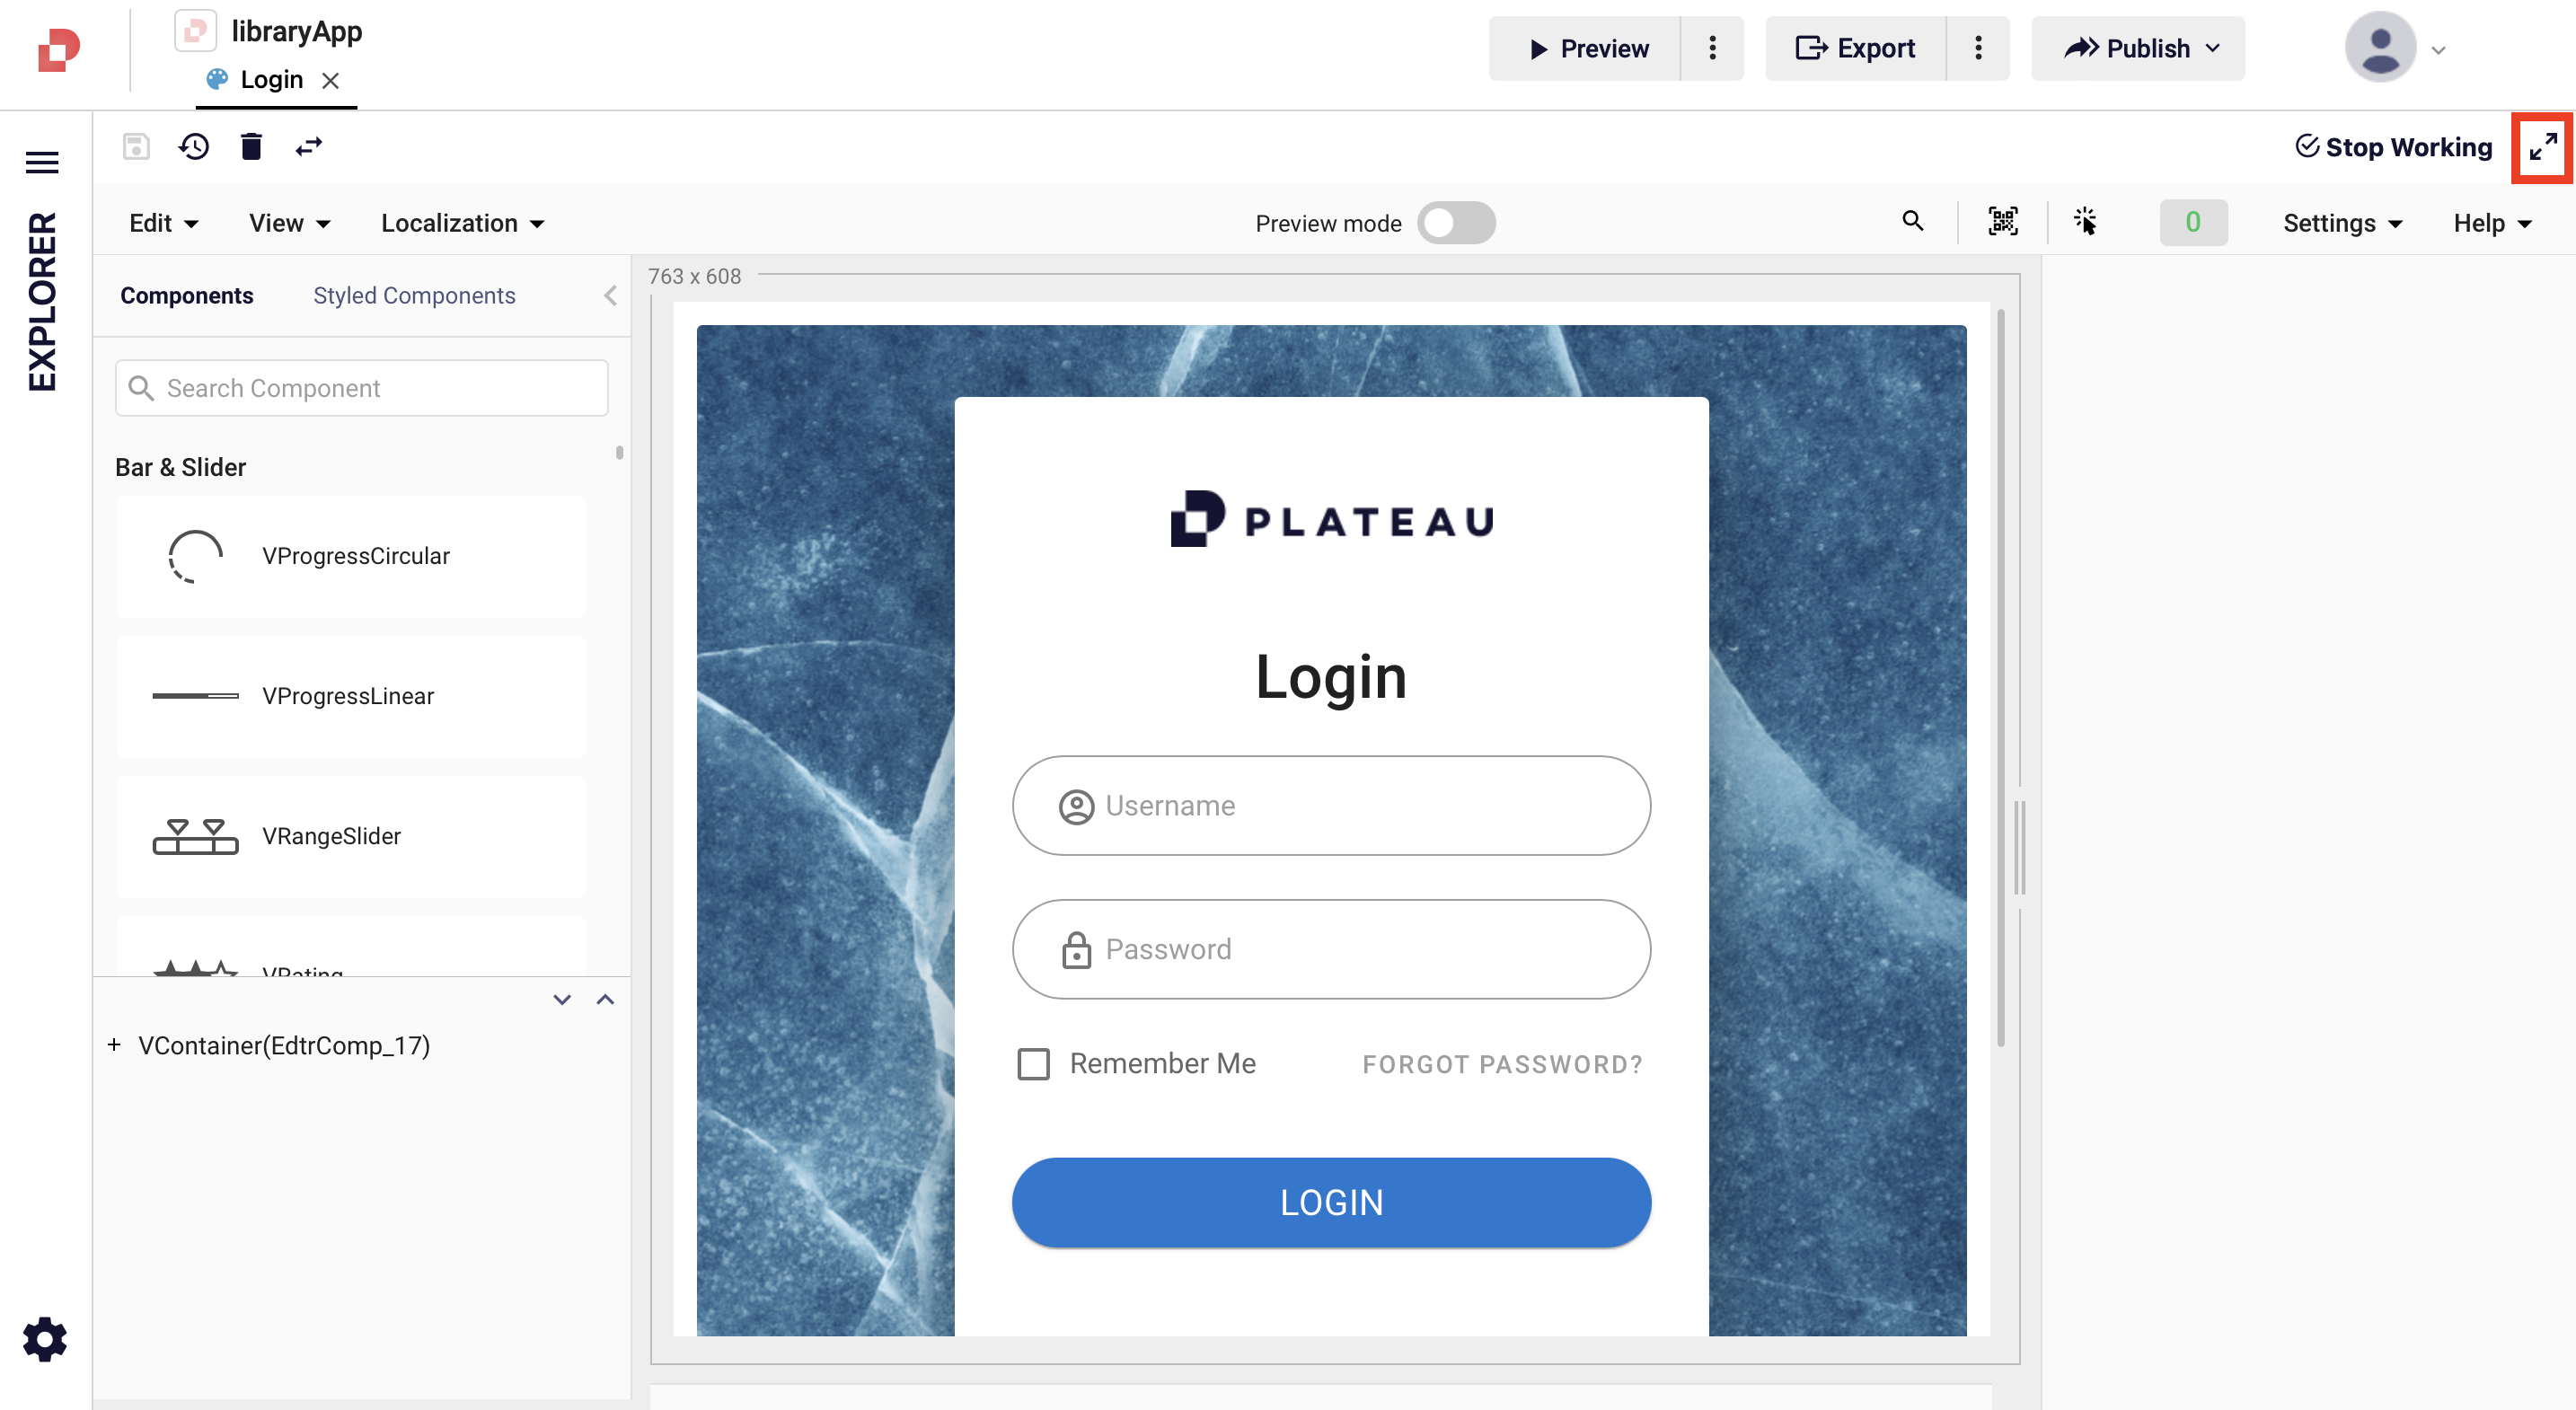 libraryApp
Login
Preview
Export
Publish
Stop Working
EXPLORER
Edit
View
Localization
Preview mode
0
Settings
Help
Components
Styled Components
763 x 608
Search Component
Bar & Slider
VProgressCircular
VProgressLinear
VRangeSlider
VRating
VContainer(EdtrComp_17)
PLATEAU
Login
Username
Password
Remember Me
FORGOT PASSWORD?
LOGIN